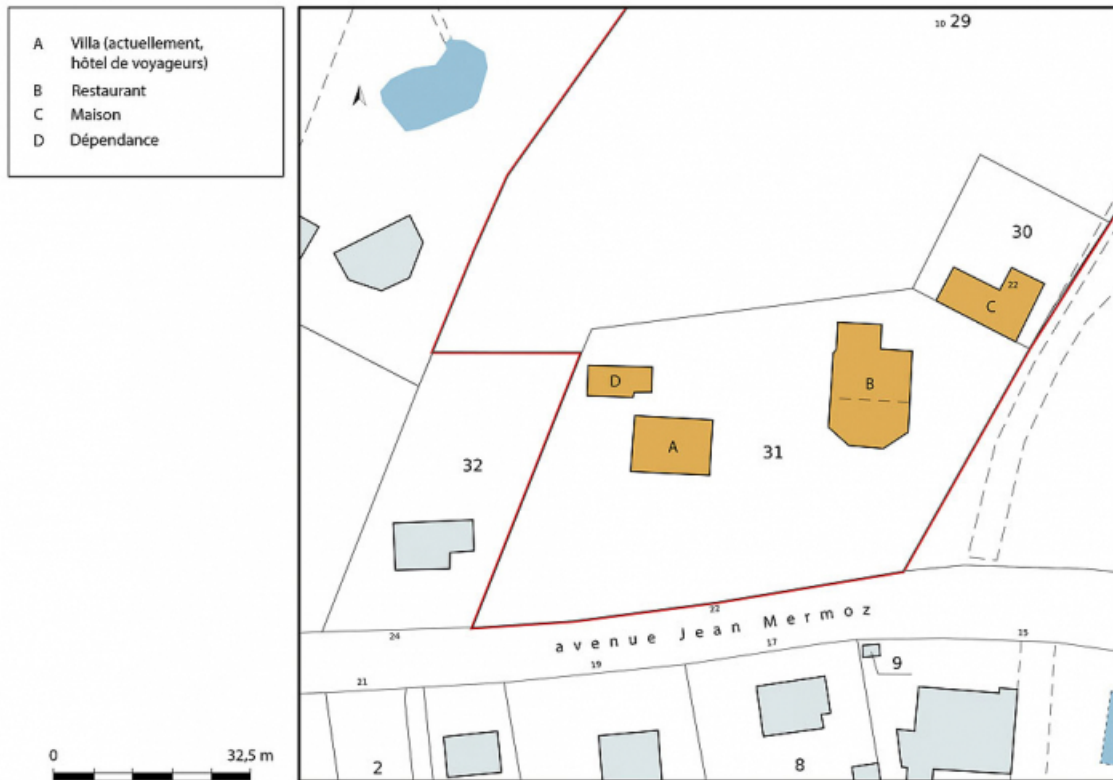 A Villa (actuellement,
hôtel de voyageurs)
B Restaurant
C Maison
D Dépendance
10 29
30
22
C
D
B
A
31
32
22
avenue Jean Mermoz
24
17
15
19
9
21
2
8
0 32,5 m